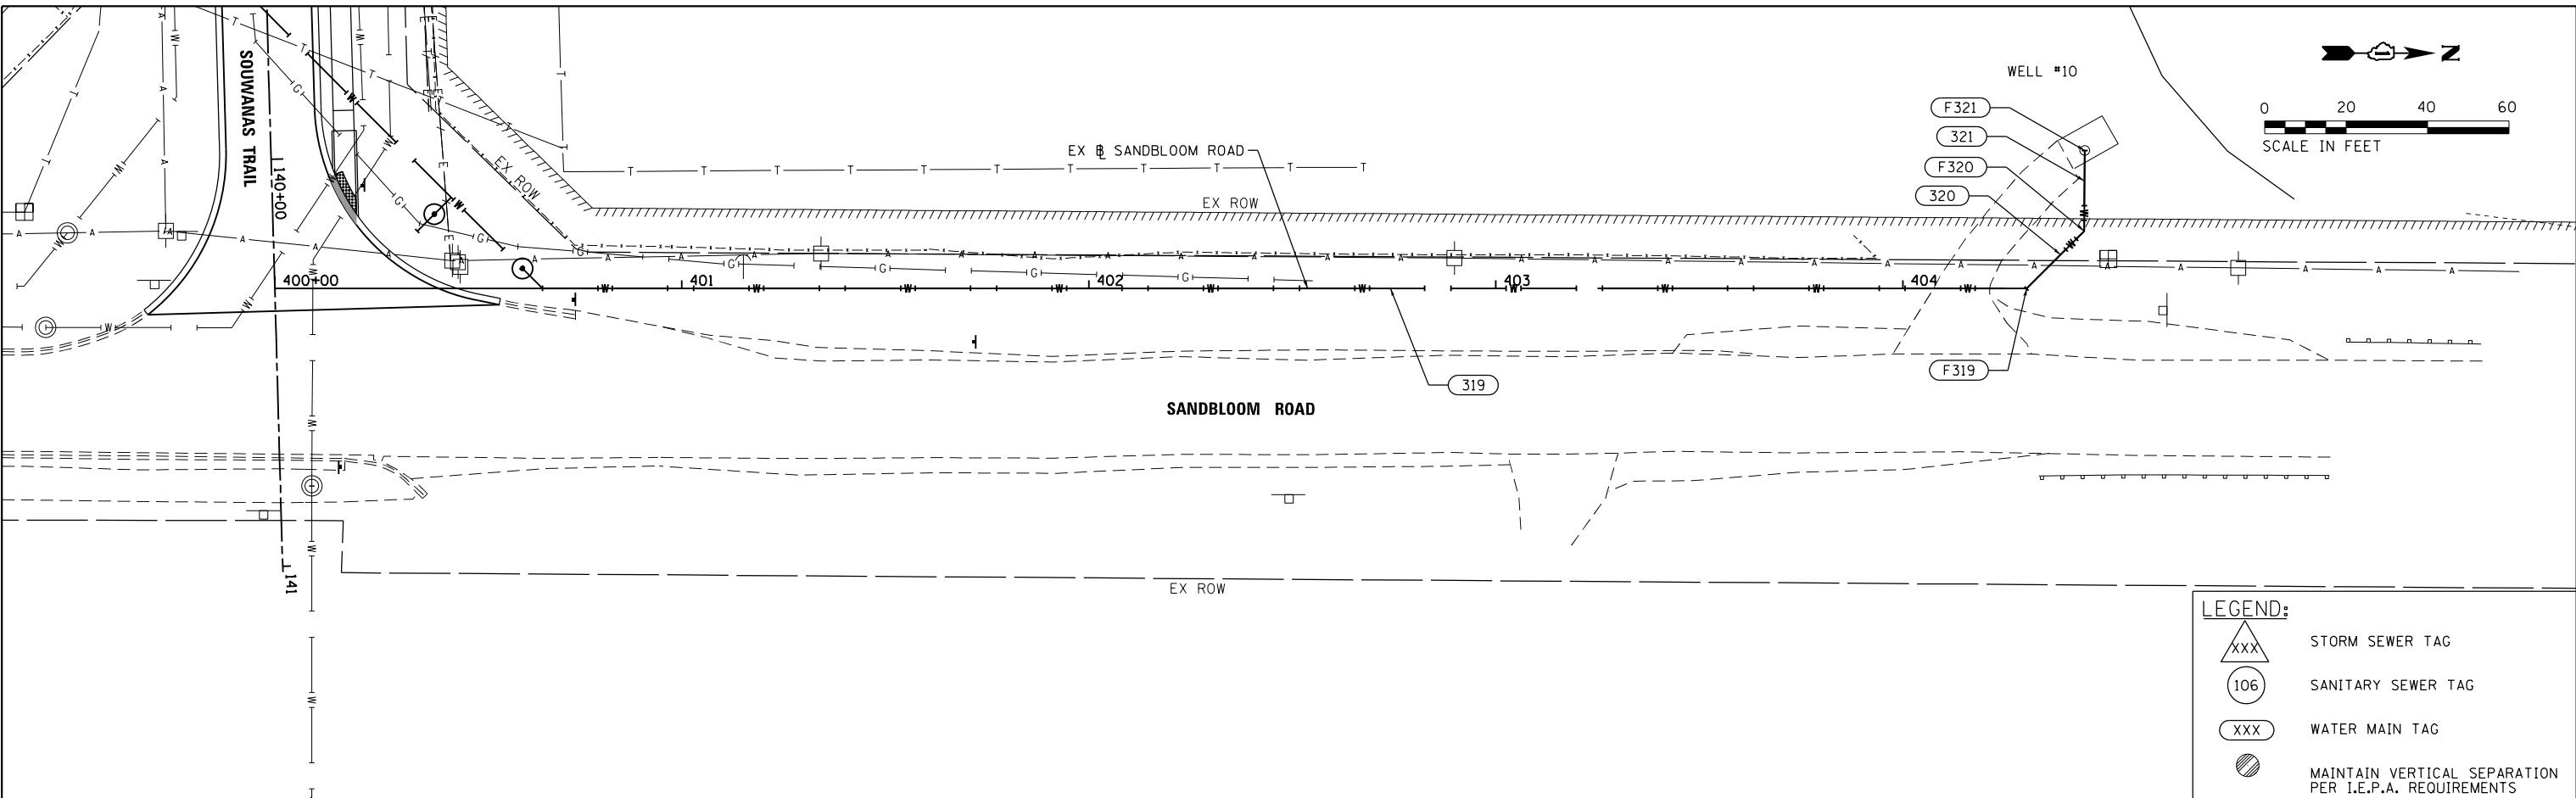 WELL #10
N
0 20 40 60
SCALE IN FEET
F321
321
F320
320
SOUWANAS TRAIL
140+00
EX ROW
EX BL SANDBLOOM ROAD
EX ROW
400+00
401
402
403
404
319
F319
SANDBLOOM ROAD
141
EX ROW
LEGEND:
XXX STORM SEWER TAG
106 SANITARY SEWER TAG
XXX WATER MAIN TAG
MAINTAIN VERTICAL SEPARATION
PER I.E.P.A. REQUIREMENTS